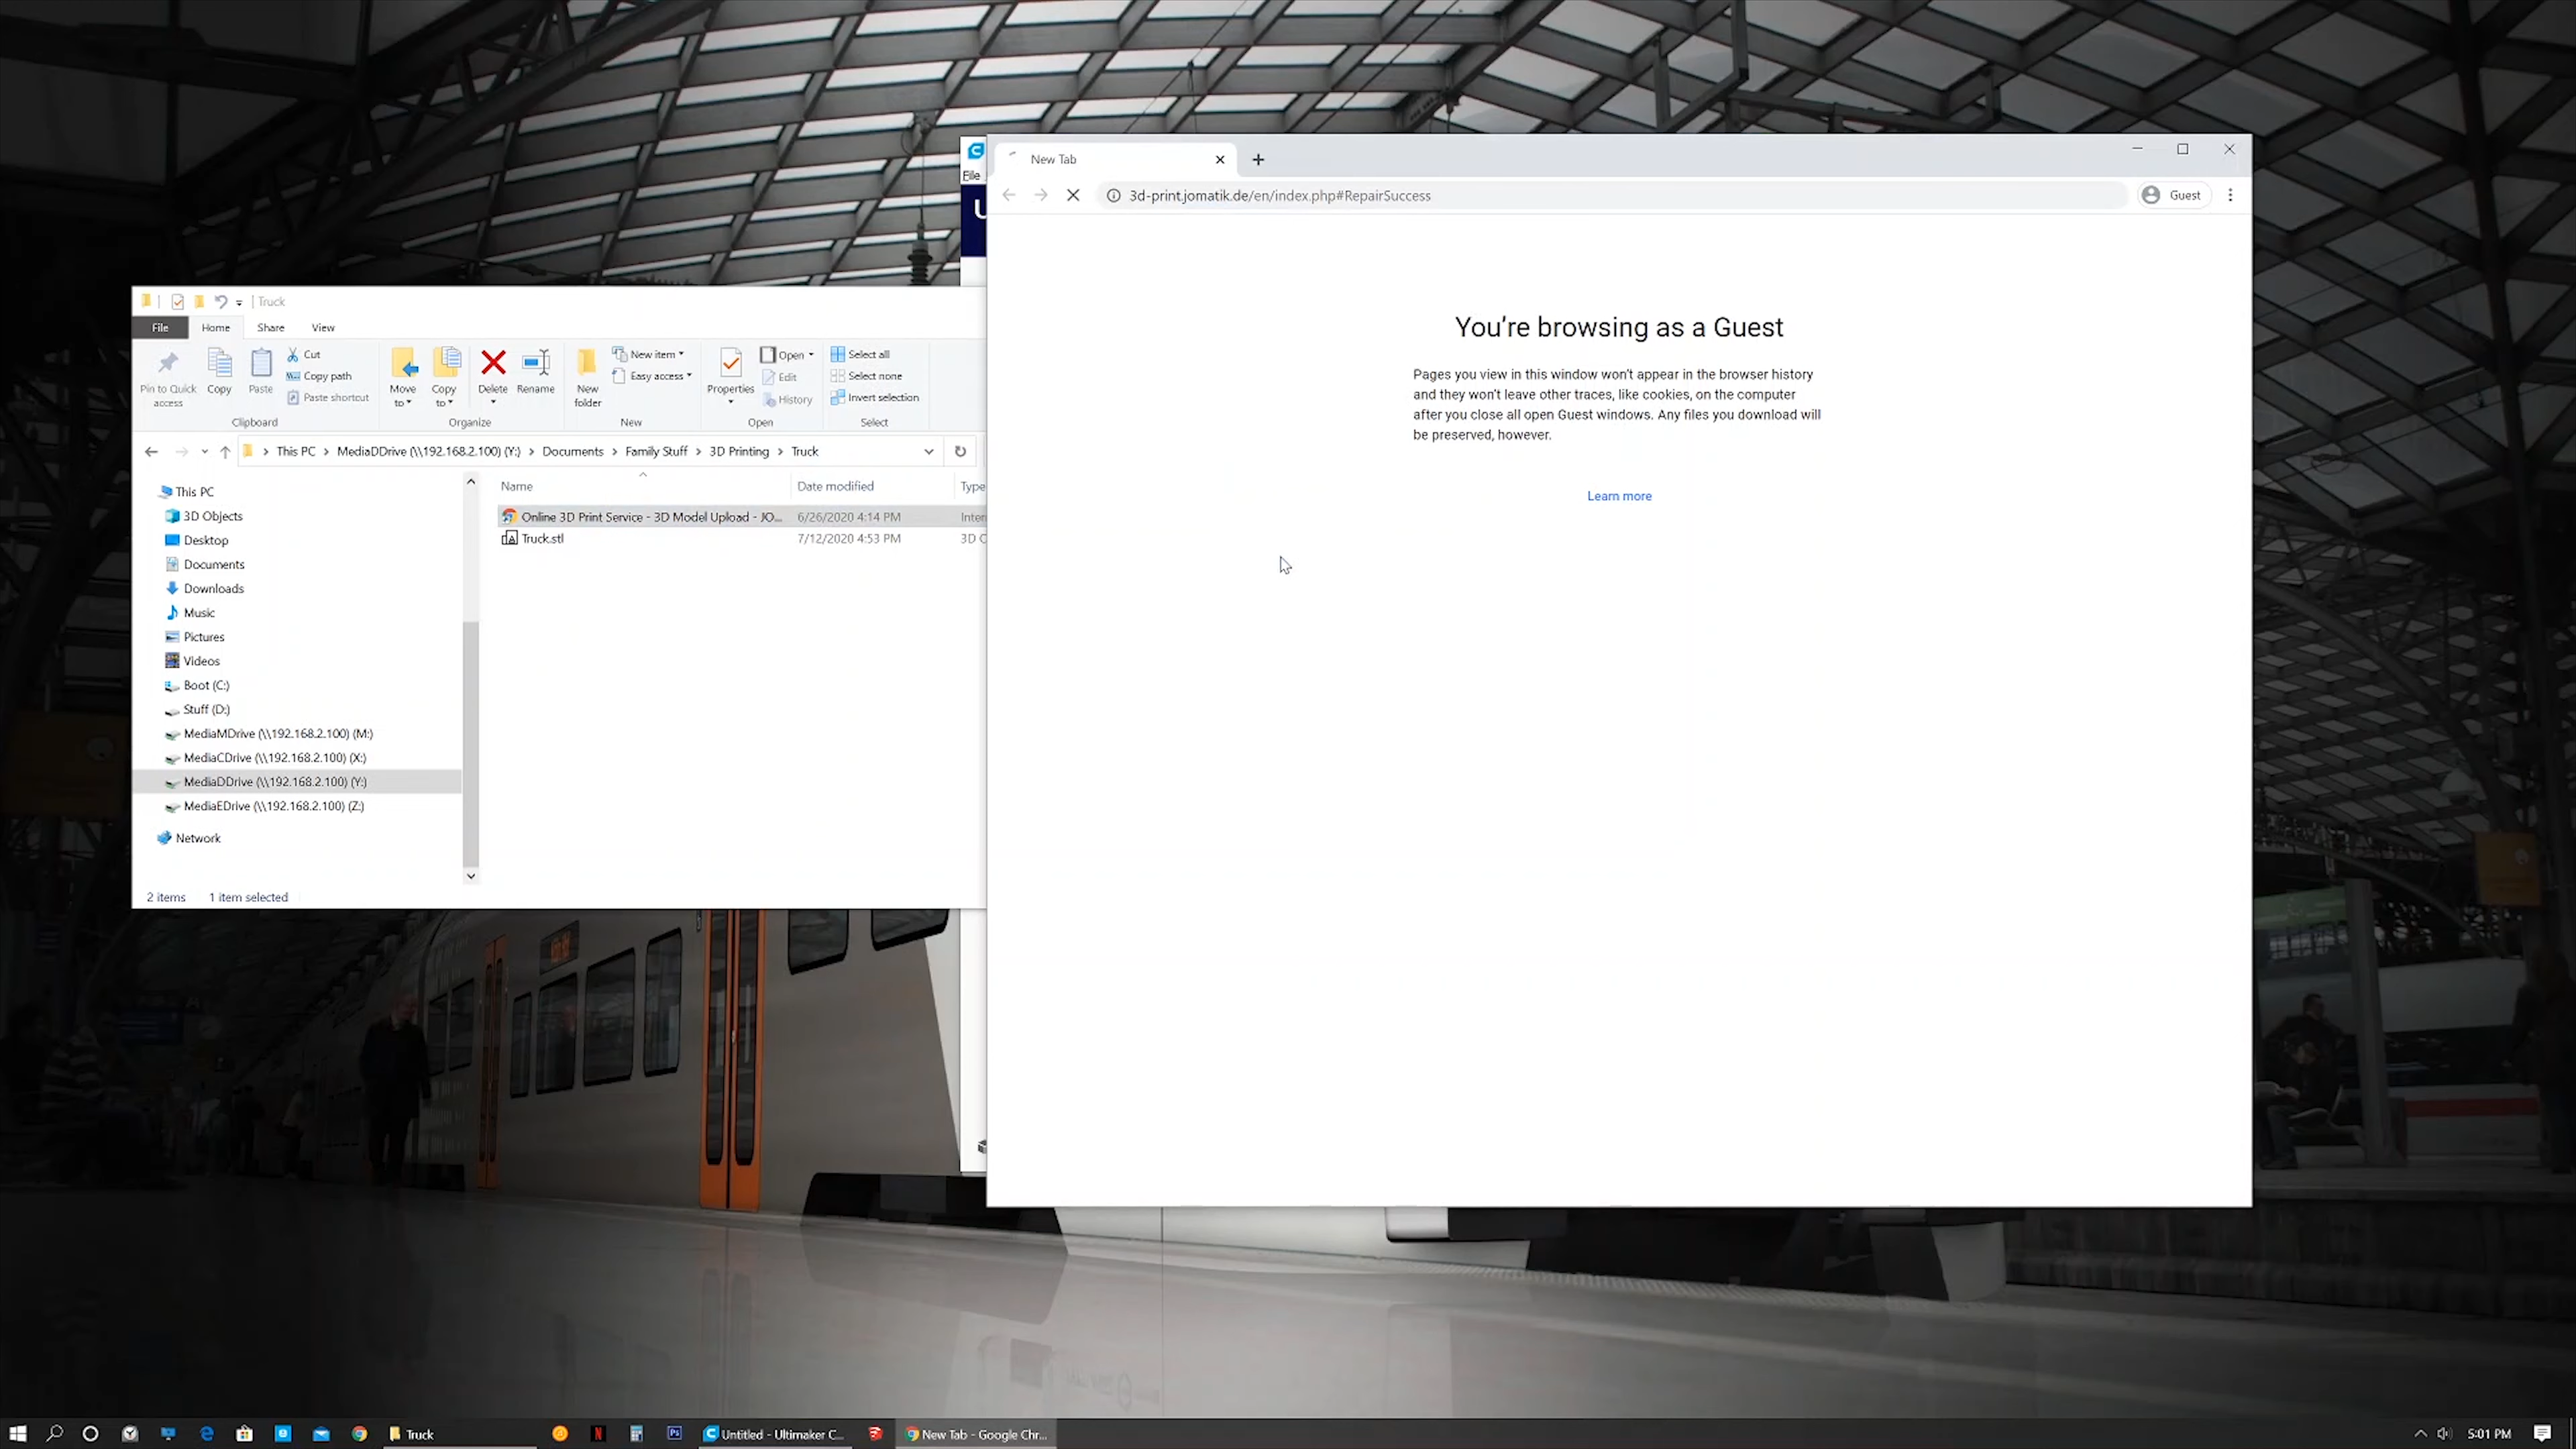 Truck
File Home Share View
Pin to Quick access
Copy
Paste
Cut
Copy path
Paste shortcut
Clipboard
Move to
Copy to
Delete
Rename
Organize
New folder
New item
Easy access
New
Properties
Open
Edit
History
Open
Select all
Select none
Invert selection
Select
This PC > MediaDDrive (\\192.168.2.100) (Y:) > Documents > Family Stuff > 3D Printing > Truck
Name Date modified Type
Online 3D Print Service - 3D Model Upload - JO... 6/26/2020 4:14 PM Inter
Truck.stl 7/12/2020 4:53 PM 3D O
This PC
3D Objects
Desktop
Documents
Downloads
Music
Pictures
Videos
Boot (C:)
Stuff (D:)
MediaMDrive (\\192.168.2.100) (M:)
MediaCDrive (\\192.168.2.100) (X:)
MediaDDrive (\\192.168.2.100) (Y:)
MediaEDrive (\\192.168.2.100) (Z:)
Network
2 items 1 item selected
File
U
New Tab
3d-print.jomatik.de/en/index.php#RepairSuccess
Guest
You're browsing as a Guest
Pages you view in this window won't appear in the browser history
and they won't leave other traces, like cookies, on the computer
after you close all open Guest windows. Any files you download will
be preserved, however.
Learn more
Truck
Untitled - Ultimaker C...
New Tab - Google Chr...
5:01 PM